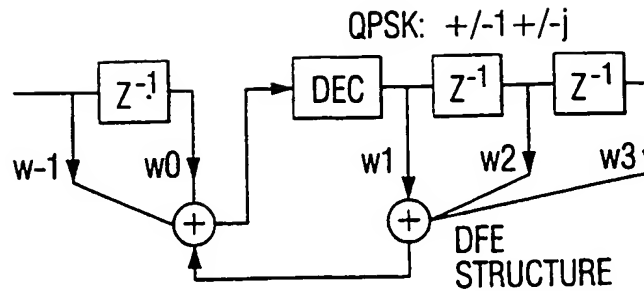 QPSK: +/-1 +/-j
Z⁻·¹
DEC
Z⁻¹
Z⁻¹
w-1
w0
w1
w2
w3
+
+
DFE
STRUCTURE